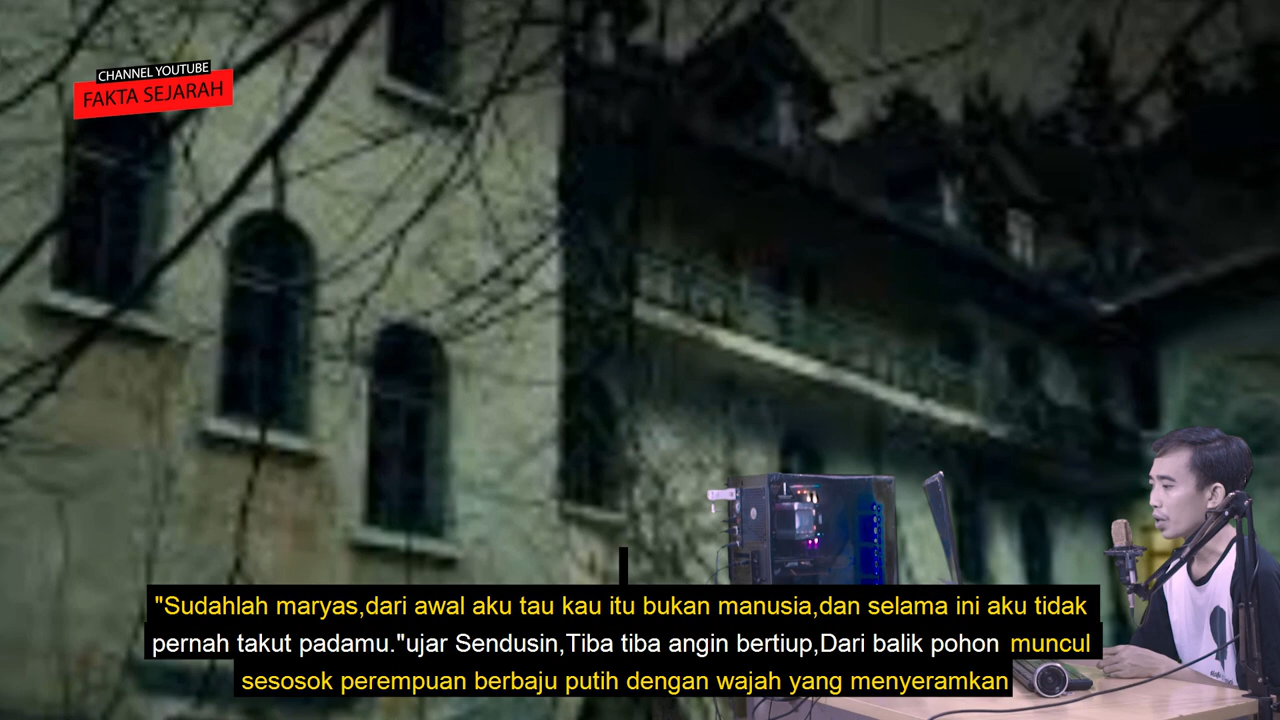 CHANNEL YOUTUBE
FAKTA SEJARAH
"Sudahlah maryas,dari awal aku tau kau itu bukan manusia,dan selama ini aku tidak
pernah takut padamu."ujar Sendusin,Tiba tiba angin bertiup,Dari balik pohon muncul
sesosok perempuan berbaju putih dengan wajah yang menyeramkan